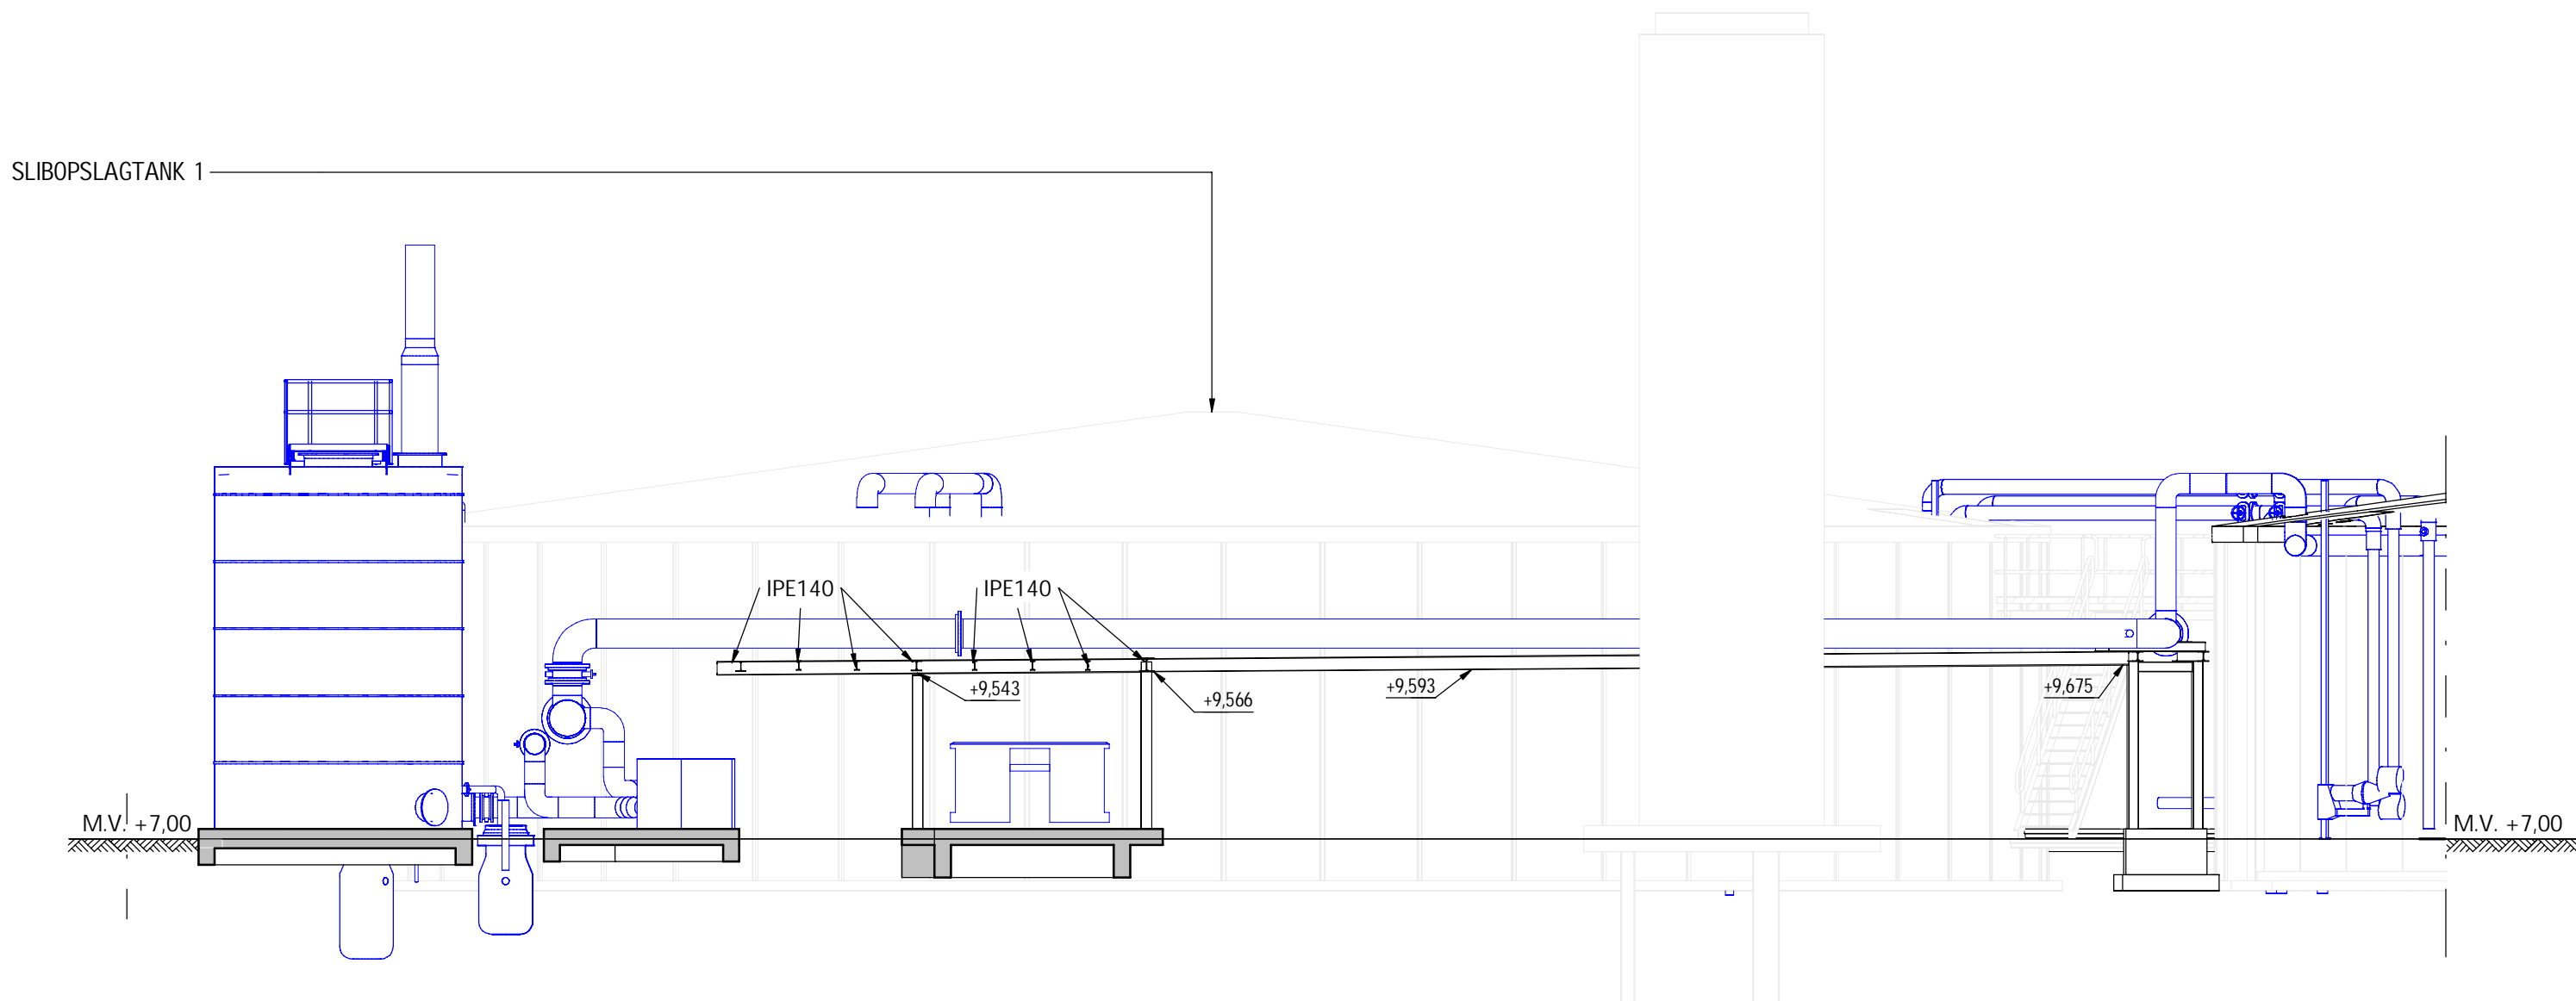 SLIBOPSLAGTANK 1
IPE140
IPE140
+9,543
+9,566
+9,593
+9,675
M.V. +7,00
M.V. +7,00